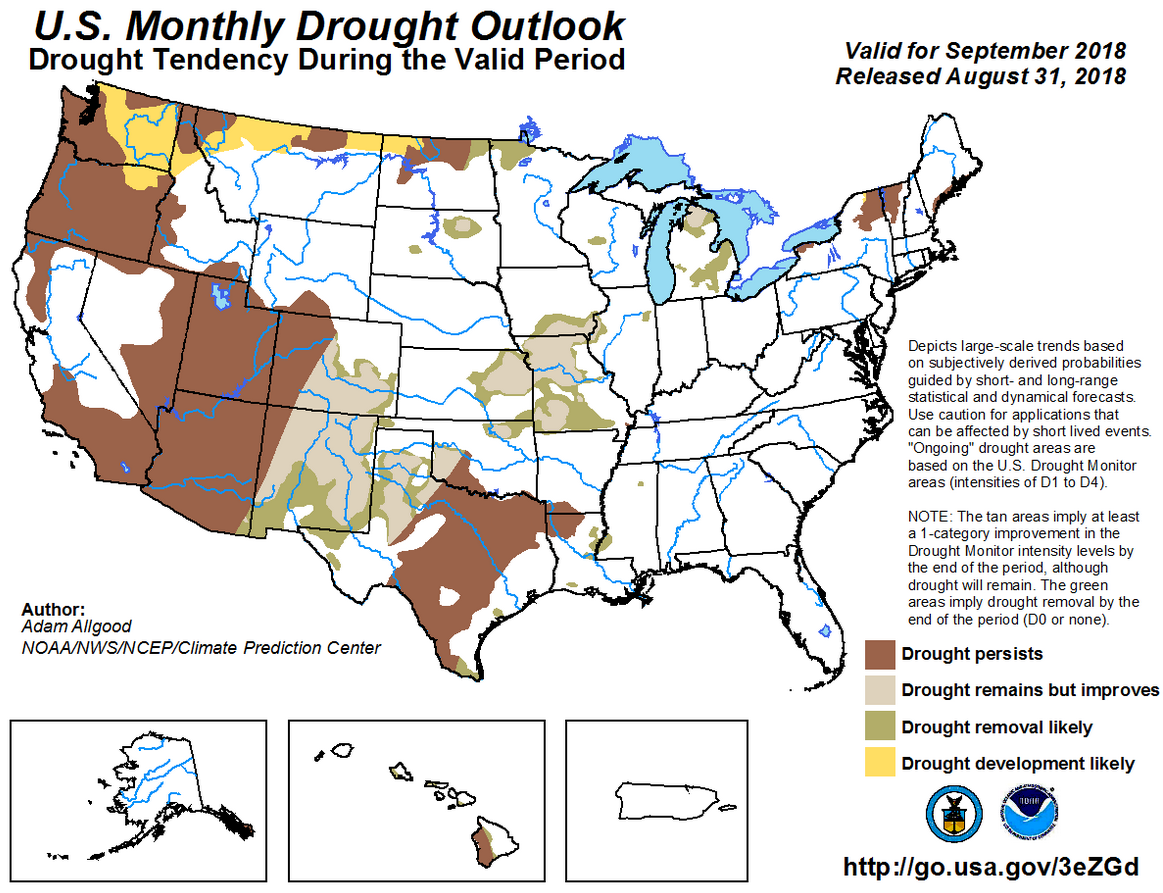 U.S. Monthly Drought Outlook
Drought Tendency During the Valid Period
Valid for September 2018
Released August 31, 2018
Depicts large-scale trends based
on subjectively derived probabilities
guided by short- and long-range
statistical and dynamical forecasts.
Use caution for applications that
can be affected by short lived events.
"Ongoing" drought areas are
based on the U.S. Drought Monitor
areas (intensities of D1 to D4).
NOTE: The tan areas imply at least
a 1-category improvement in the
Drought Monitor intensity levels by
the end of the period, although
drought will remain. The green
areas imply drought removal by the
end of the period (D0 or none).
Author:
Adam Allgood
NOAA/NWS/NCEP/Climate Prediction Center
Drought persists
Drought remains but improves
Drought removal likely
Drought development likely
http://go.usa.gov/3eZGd